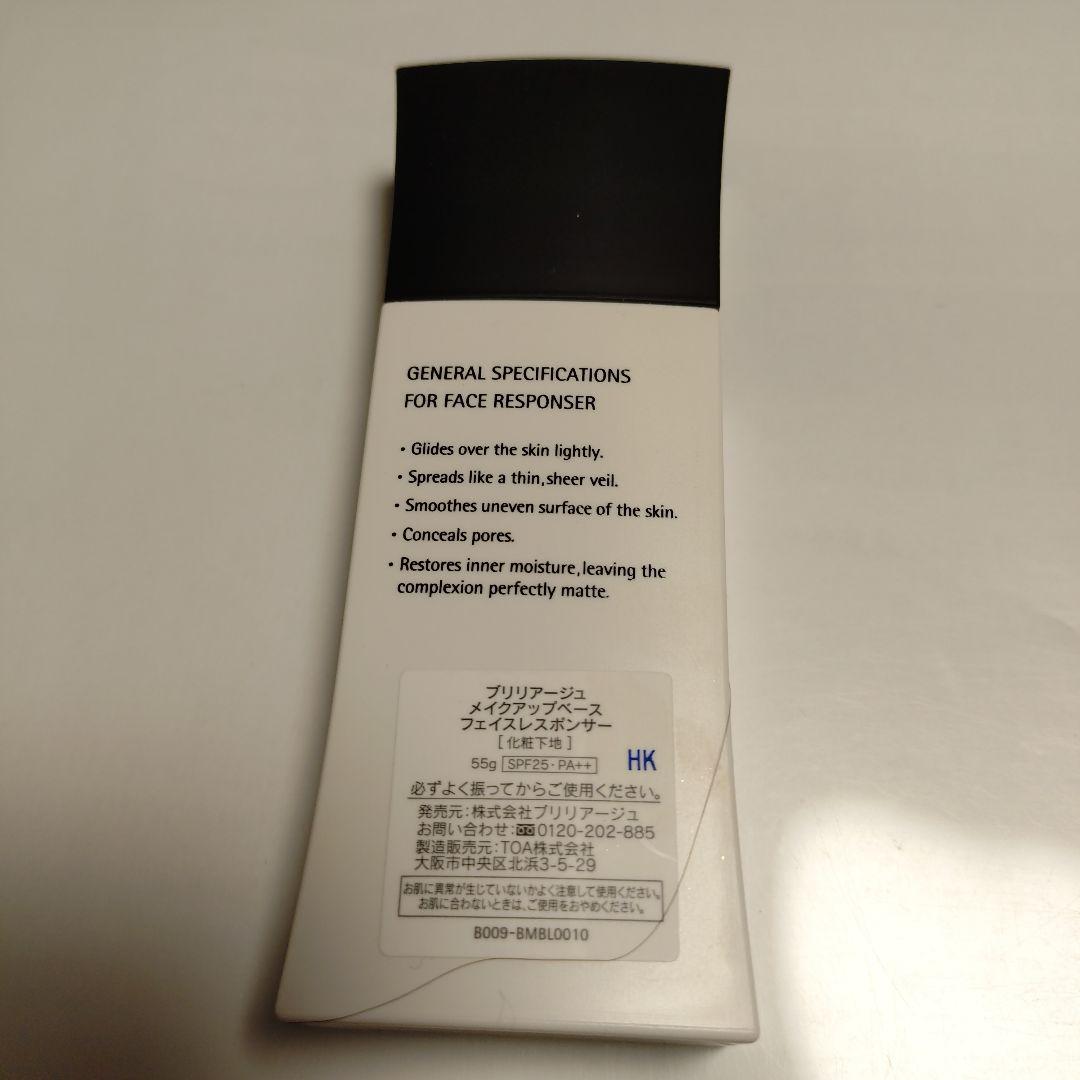 GENERAL SPECIFICATIONS
FOR FACE RESPONSER
・Glides over the skin lightly.
・Spreads like a thin,sheer veil.
・Smoothes uneven surface of the skin.
・Conceals pores.
・Restores inner moisture,leaving the
complexion perfectly matte.
ブリリアージュ
メイクアップベース
フェイスレスポンサー
[化粧下地]
55g SPF25・PA++
HK
必ずよく振ってからご使用ください。
発売元:株式会社ブリリアージュ
お問い合わせ:0120-202-885
製造販売元:TOA株式会社
大阪市中央区北浜3-5-29
お肌に異常が生じていないかよく注意して使用ください。
お肌に合わないときは、ご使用をおやめください。
B009-BMBL0010